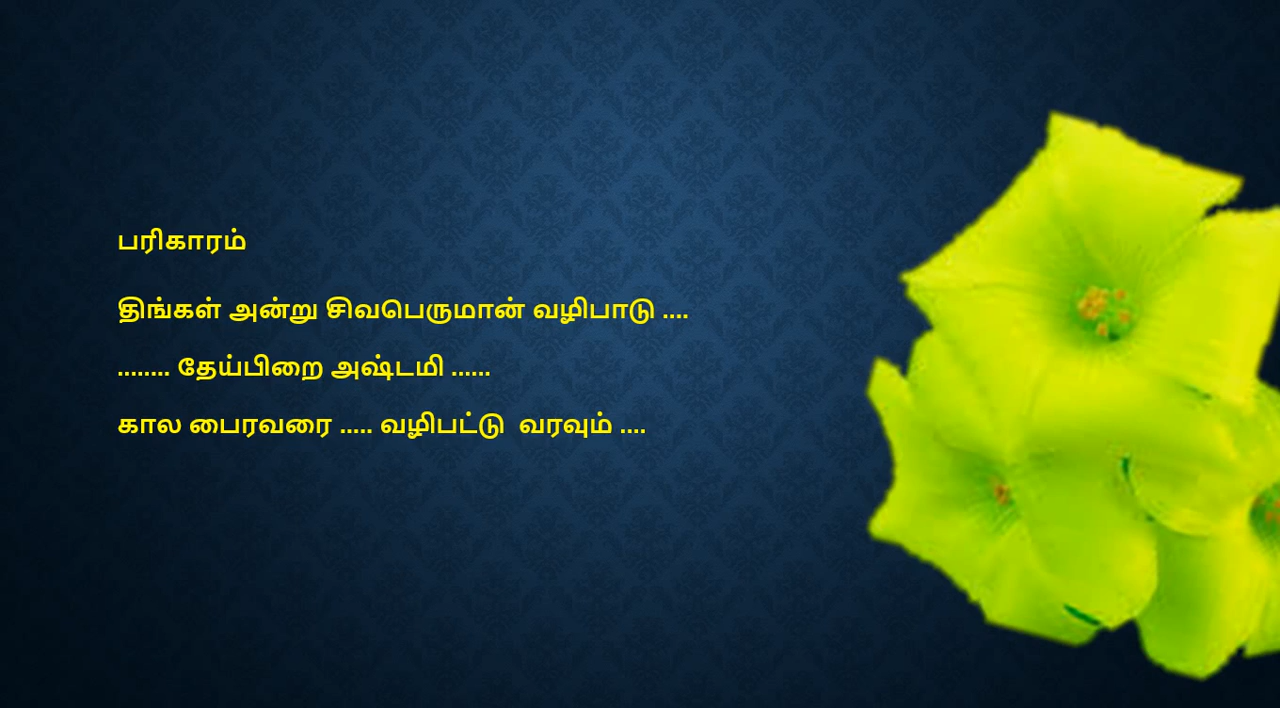 பரிகாரம்
திங்கள் அன்று சிவபெருமான் வழிபாடு ....
........ தேய்பிறை அஷ்டமி ......
கால பைரவரை ..... வழிபட்டு  வரவும் ....